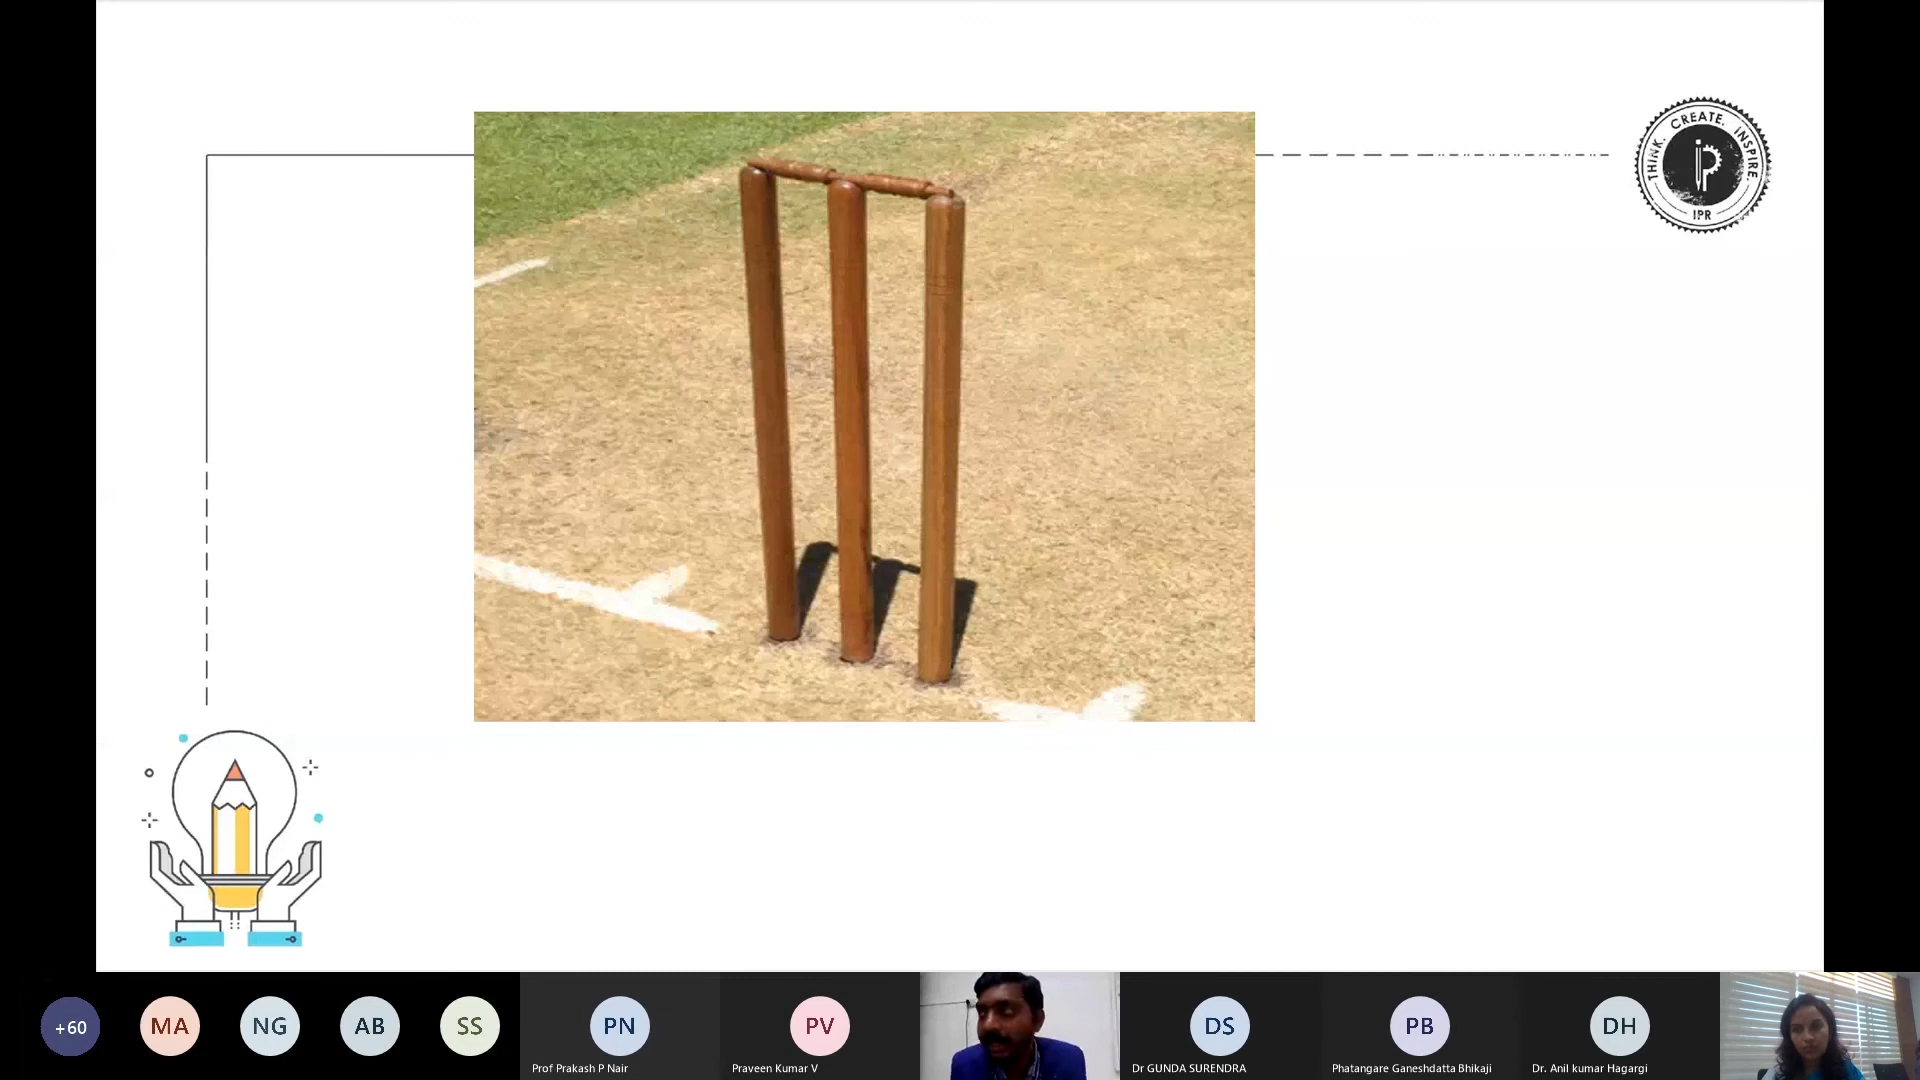 THINK. CREATE. INSPIRE.
IPR
+60
MA
NG
AB
SS
PN
PV
DS
PB
DH
Prof Prakash P Nair
Praveen Kumar V
Dr GUNDA SURENDRA
Phatangare Ganeshdatta Bhikaji
Dr. Anil kumar Hagargi